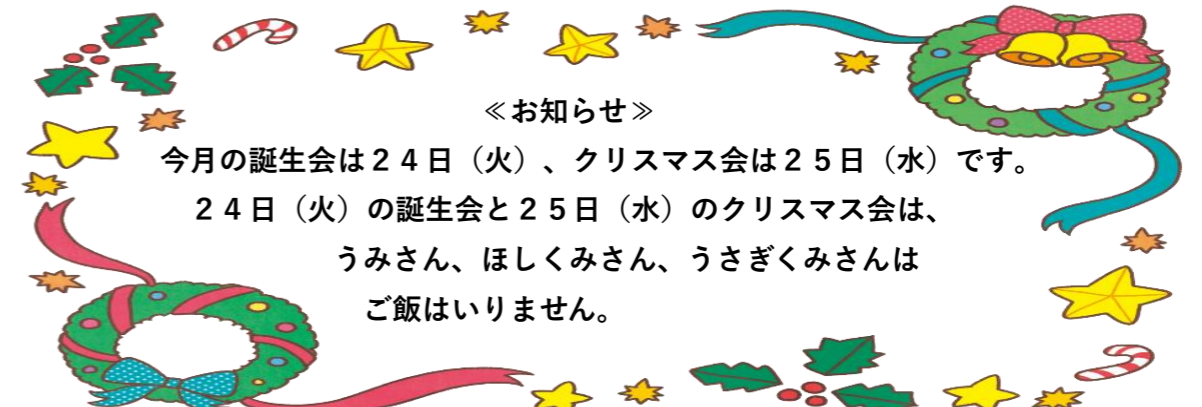 ≪お知らせ≫
今月の誕生会は２４日（火）、クリスマス会は２５日（水）です。
２４日（火）の誕生会と２５日（水）のクリスマス会は、
うみさん、ほしくみさん、うさぎくみさんは
ご飯はいりません。